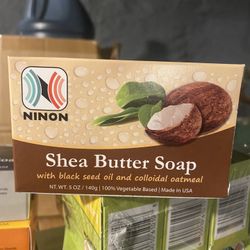 NINON
Shea Butter Soap
with black seed oil and colloidal oatmeal
NT. WT. 5 OZ / 140g | 100% Vegetable Based | Made in USA